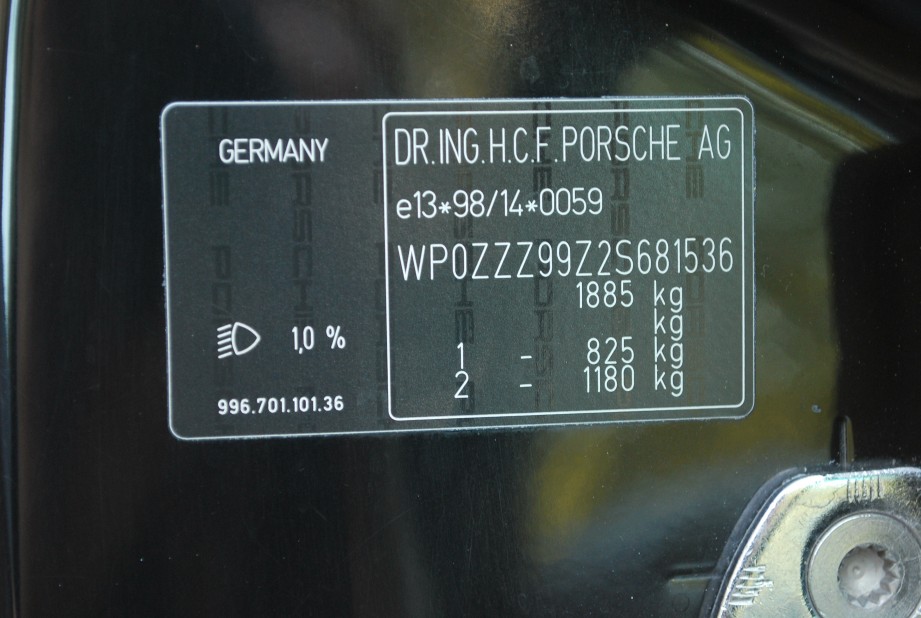 GERMANY
1,0 %
996.701.101.36
DR.ING.H.C.F.PORSCHE AG
e13*98/14*0059
WP0ZZZ99Z2S681536
1885 kg
kg
1 - 825 kg
2 - 1180 kg